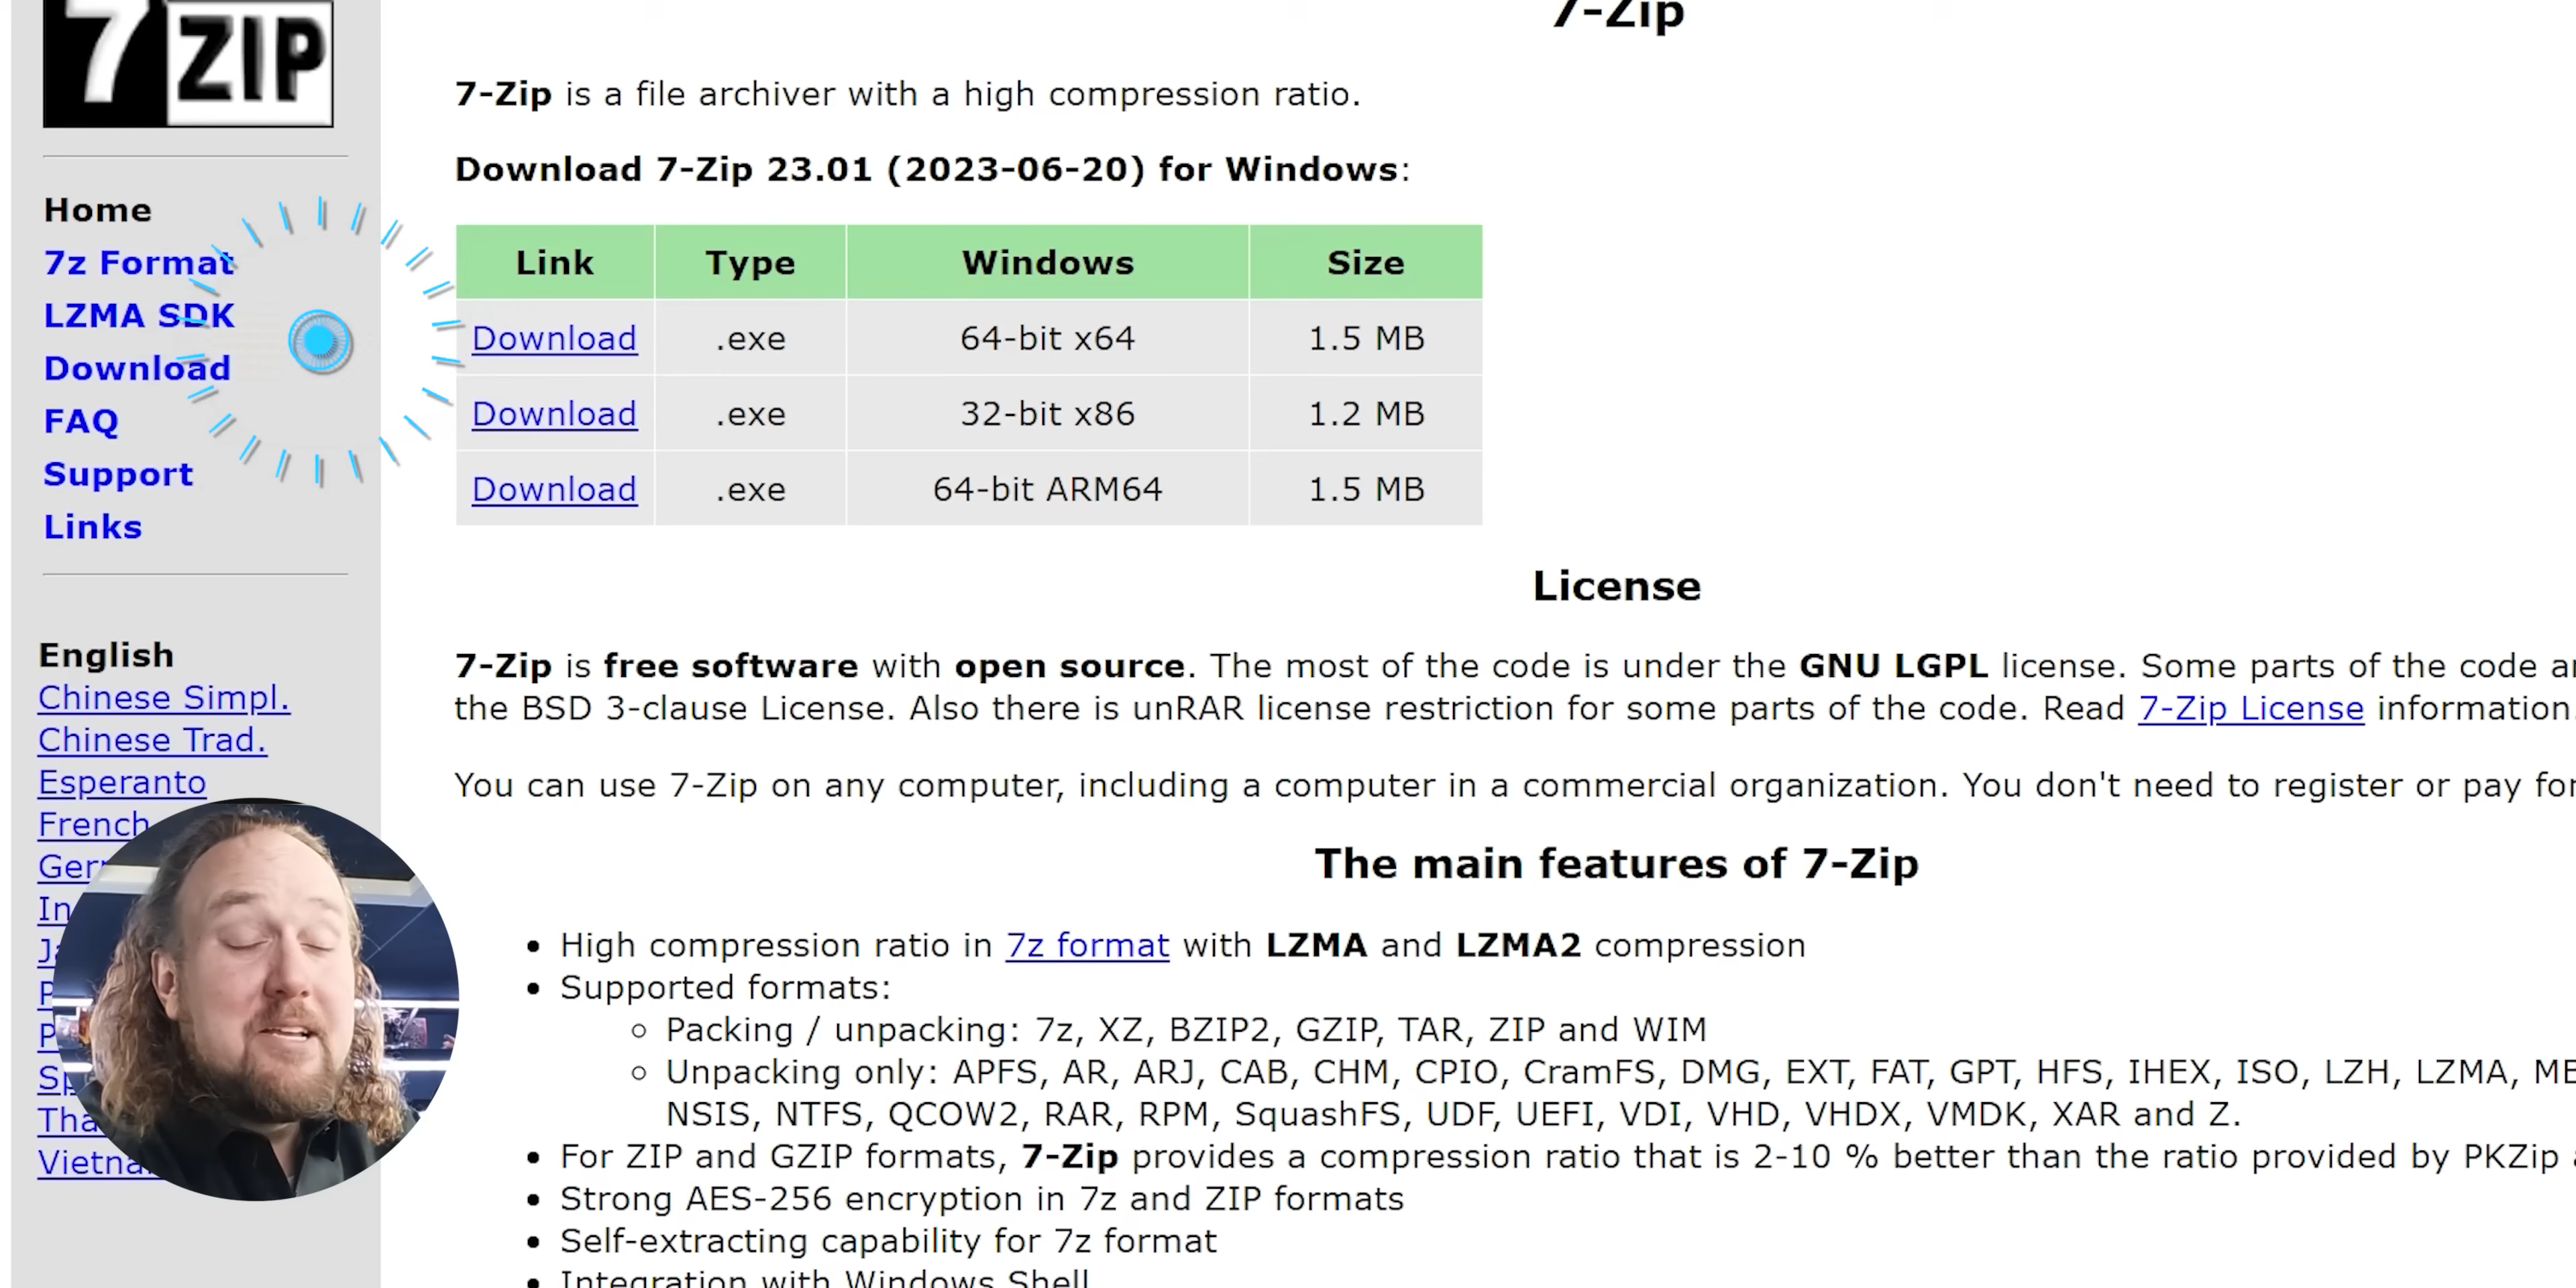 7 ZIP
Home
7z Format
LZMA SDK
Download
FAQ
Support
Links
English
Chinese Simpl.
Chinese Trad.
Esperanto
French
7-Zip
7-Zip is a file archiver with a high compression ratio.
Download 7-Zip 23.01 (2023-06-20) for Windows:
Link Type Windows Size
Download .exe 64-bit x64 1.5 MB
Download .exe 32-bit x86 1.2 MB
Download .exe 64-bit ARM64 1.5 MB
License
7-Zip is free software with open source. The most of the code is under the GNU LGPL license. Some parts of the code
the BSD 3-clause License. Also there is unRAR license restriction for some parts of the code. Read 7-Zip License information.
You can use 7-Zip on any computer, including a computer in a commercial organization. You don't need to register or pay for
The main features of 7-Zip
• High compression ratio in 7z format with LZMA and LZMA2 compression
• Supported formats:
○ Packing / unpacking: 7z, XZ, BZIP2, GZIP, TAR, ZIP and WIM
○ Unpacking only: APFS, AR, ARJ, CAB, CHM, CPIO, CramFS, DMG, EXT, FAT, GPT, HFS, IHEX, ISO, LZH, LZMA,
NSIS, NTFS, QCOW2, RAR, RPM, SquashFS, UDF, UEFI, VDI, VHD, VHDX, VMDK, XAR and Z.
• For ZIP and GZIP formats, 7-Zip provides a compression ratio that is 2-10 % better than the ratio provided by PKZip
• Strong AES-256 encryption in 7z and ZIP formats
• Self-extracting capability for 7z format
• Integration with Windows Shell